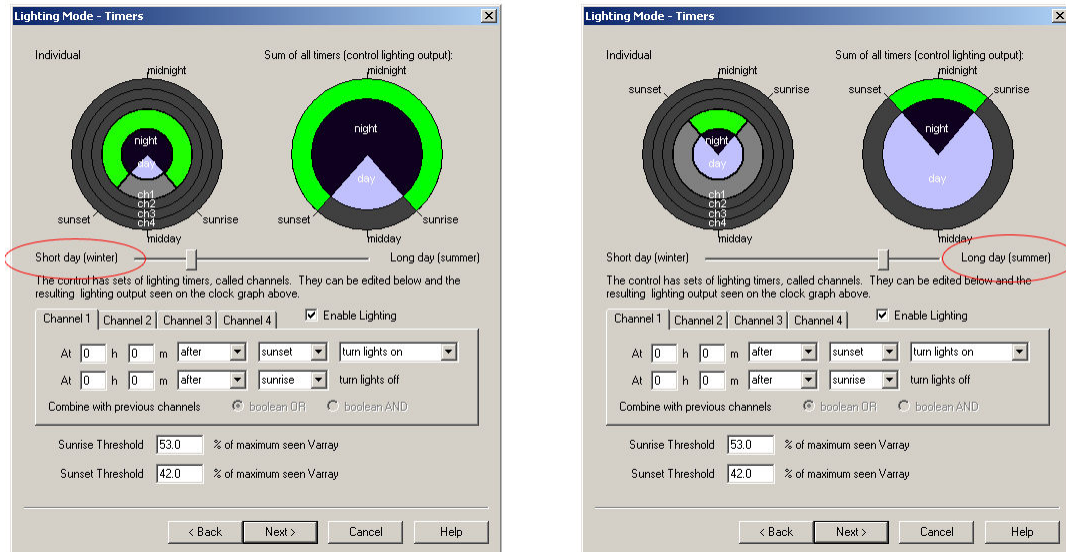 Lighting Mode - Timers
Individual
Sum of all timers (control lighting output):
midnight
midnight
night
day
night
day
ch1
ch2
ch3
ch4
sunset
sunrise
sunset
sunrise
midday
midday
Short day (winter)
Long day (summer)
The control has sets of lighting timers, called channels. They can be edited below and the
resulting lighting output seen on the clock graph above.
Channel 1 Channel 2 Channel 3 Channel 4 Enable Lighting
At 0 h 0 m after sunset turn lights on
At 0 h 0 m after sunrise turn lights off
Combine with previous channels boolean OR boolean AND
Sunrise Threshold 53.0 % of maximum seen Varray
Sunset Threshold 42.0 % of maximum seen Varray
< Back Next > Cancel Help
Lighting Mode - Timers
Individual
Sum of all timers (control lighting output):
midnight
midnight
sunset
sunrise
sunset
sunrise
night
day
night
day
ch1
ch2
ch3
ch4
midday
midday
Short day (winter)
Long day (summer)
The control has sets of lighting timers, called channels. They can be edited below and the
resulting lighting output seen on the clock graph above.
Channel 1 Channel 2 Channel 3 Channel 4 Enable Lighting
At 0 h 0 m after sunset turn lights on
At 0 h 0 m after sunrise turn lights off
Combine with previous channels boolean OR boolean AND
Sunrise Threshold 53.0 % of maximum seen Varray
Sunset Threshold 42.0 % of maximum seen Varray
< Back Next > Cancel Help